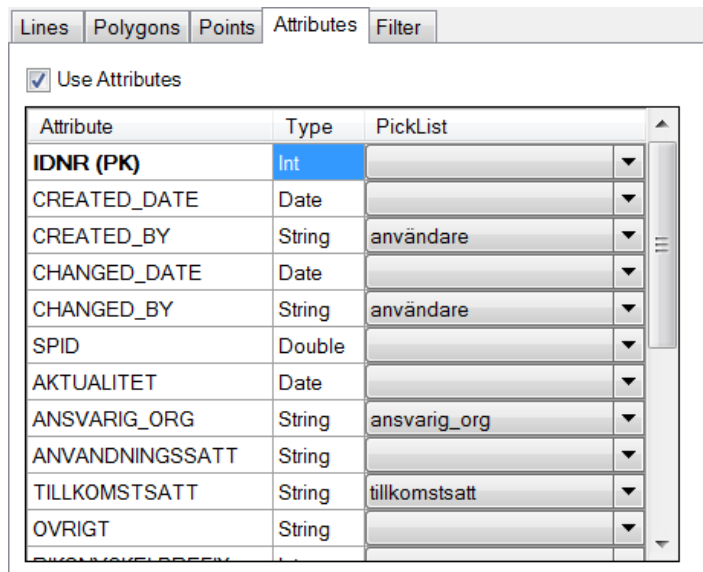 Lines Polygons Points Attributes Filter
Use Attributes
Attribute Type PickList
IDNR (PK) Int
CREATED_DATE Date
CREATED_BY String användare
CHANGED_DATE Date
CHANGED_BY String användare
SPID Double
AKTUALITET Date
ANSVARIG_ORG String ansvarig_org
ANVANDNINGSSATT String
TILLKOMSTSATT String tillkomstsatt
OVRIGT String